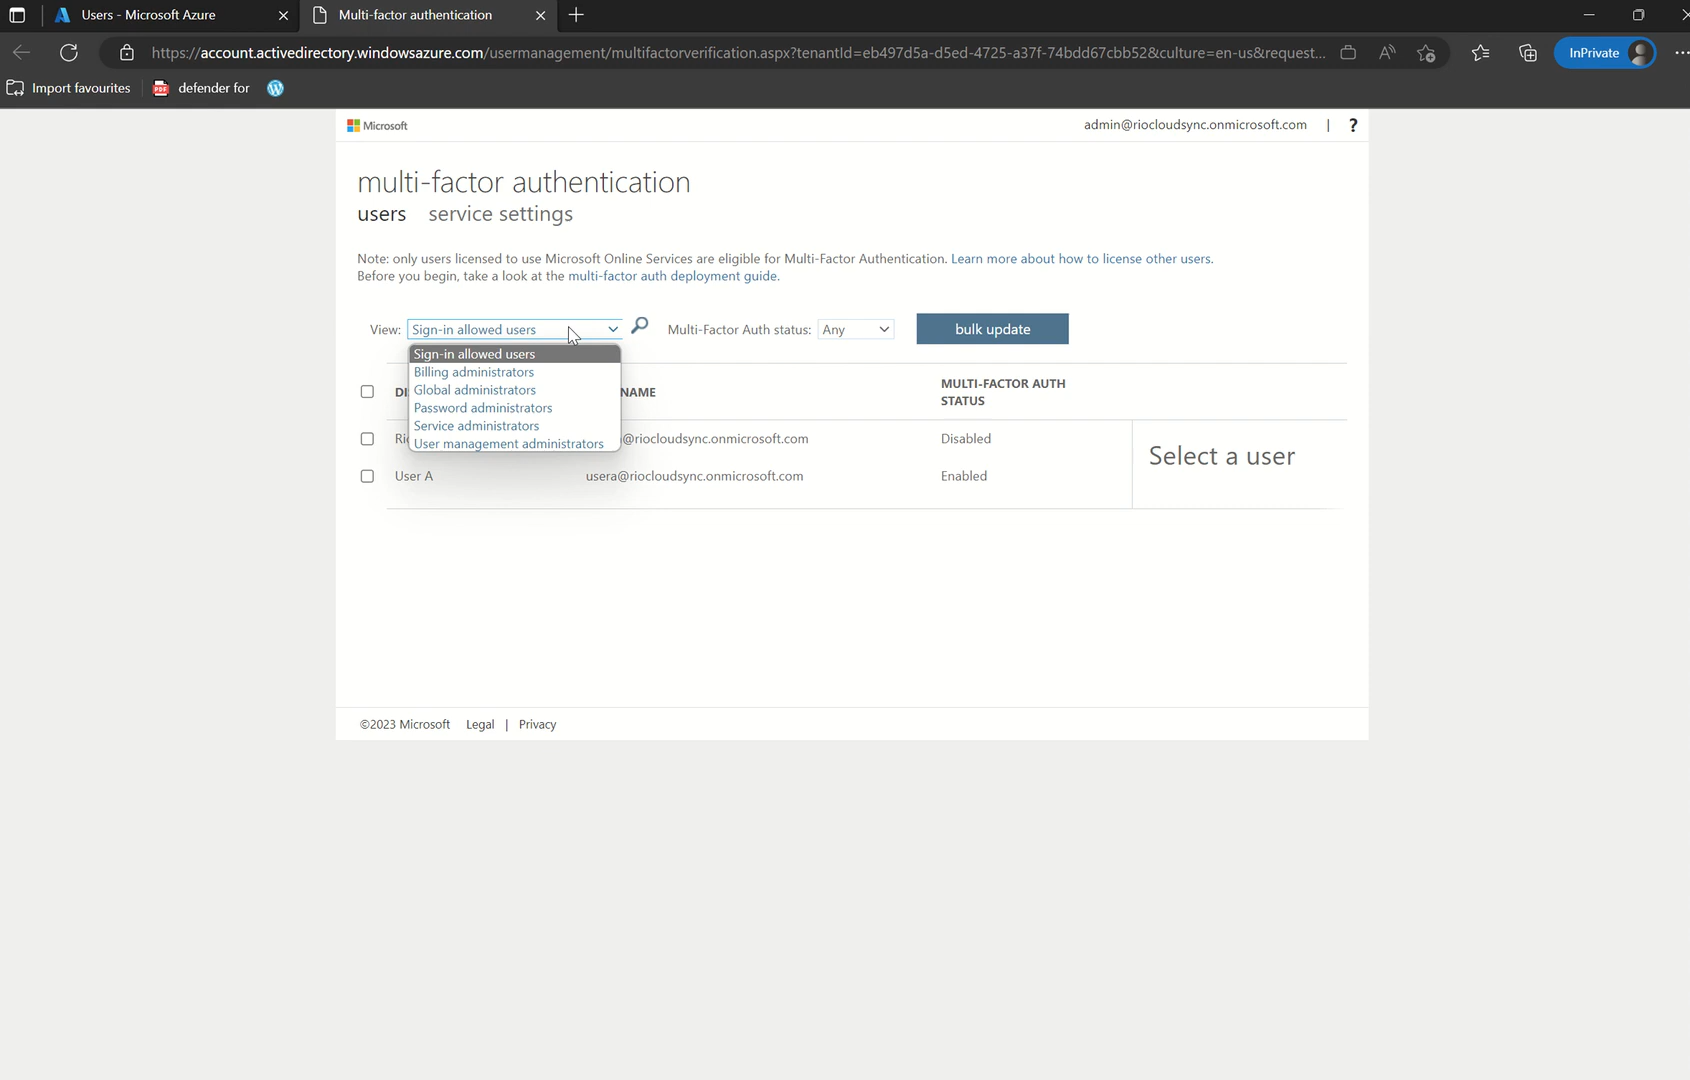 Users - Microsoft Azure
Multi-factor authentication
https://account.activedirectory.windowsazure.com/usermanagement/multifactorverification.aspx?tenantId=eb497d5a-d5ed-4725-a37f-74bdd67cbb52&culture=en-us&request...
InPrivate
Import favourites
PDF
defender for
Microsoft
admin@riocloudsync.onmicrosoft.com | ?
multi-factor authentication
users service settings
Note: only users licensed to use Microsoft Online Services are eligible for Multi-Factor Authentication. Learn more about how to license other users.
Before you begin, take a look at the multi-factor auth deployment guide.
View: Sign-in allowed users
Multi-Factor Auth status: Any
bulk update
Sign-in allowed users
Billing administrators
Global administrators
Password administrators
Service administrators
User management administrators
NAME
MULTI-FACTOR AUTH
STATUS
@riocloudsync.onmicrosoft.com Disabled
User A usera@riocloudsync.onmicrosoft.com Enabled
Select a user
©2023 Microsoft Legal | Privacy